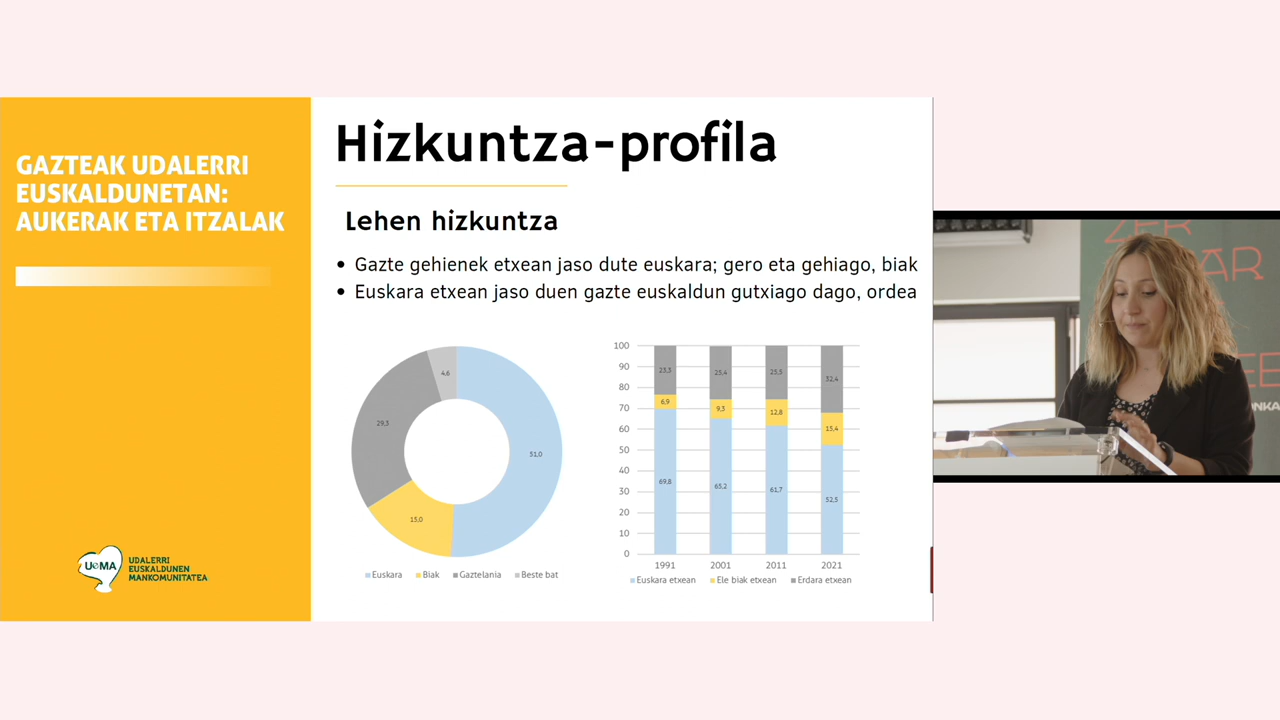 GAZTEAK UDALERRI
EUSKALDUNETAN:
AUKERAK ETA ITZALAK
UEMA
UDALERRI
EUSKALDUNEN
MANKOMUNITATEA
Hizkuntza-profila
Lehen hizkuntza
• Gazte gehienek etxean jaso dute euskara; gero eta gehiago, biak
• Euskara etxean jaso duen gazte euskaldun gutxiago dago, ordea
4,6
29,3
51,0
15,0
Euskara Biak Gaztelania Beste bat
100
90
80
70
60
50
40
30
20
10
0
23,3 25,4 25,5 32,4
6,9 9,3 12,8 15,4
69,8 65,2 61,7 52,5
1991 2001 2011 2021
Euskara etxean Ele biak etxean Erdara etxean
ZER
AR